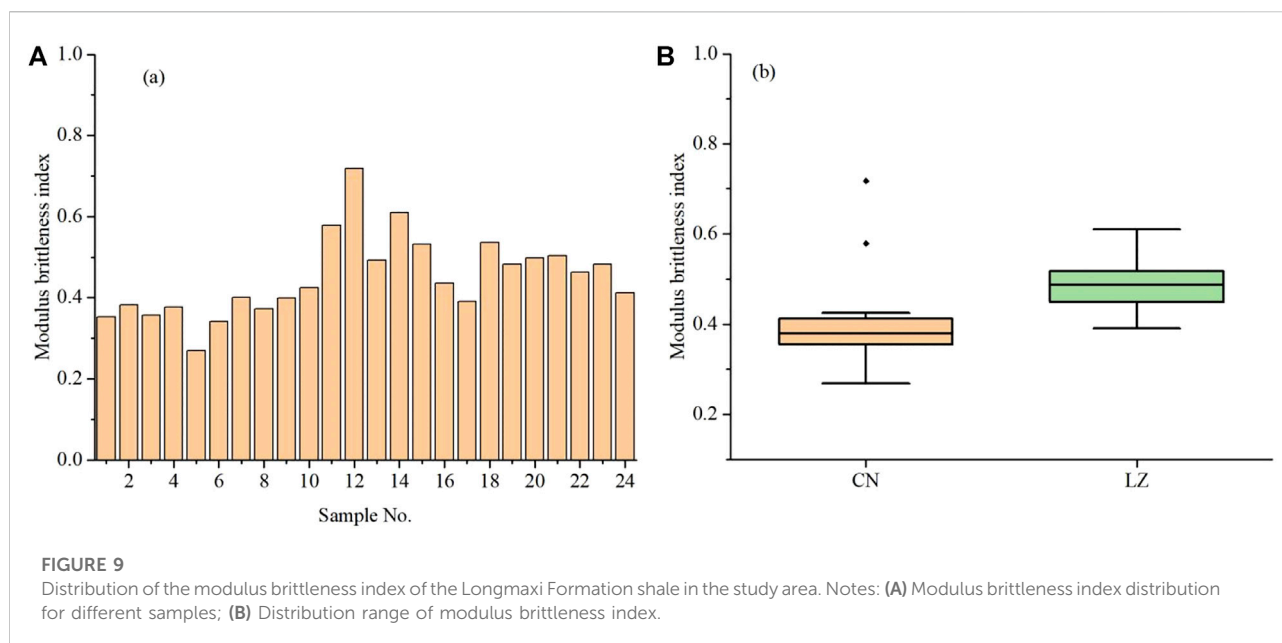 A
(a)
Modulus brittleness index
1.0
0.8
0.6
0.4
0.2
0.0
2 4 6 8 10 12 14 16 18 20 22 24
Sample No.
B
(b)
Modulus brittleness index
1.0
0.8
0.6
0.4
0.2
CN LZ
FIGURE 9
Distribution of the modulus brittleness index of the Longmaxi Formation shale in the study area. Notes: (A) Modulus brittleness index distribution
for different samples; (B) Distribution range of modulus brittleness index.